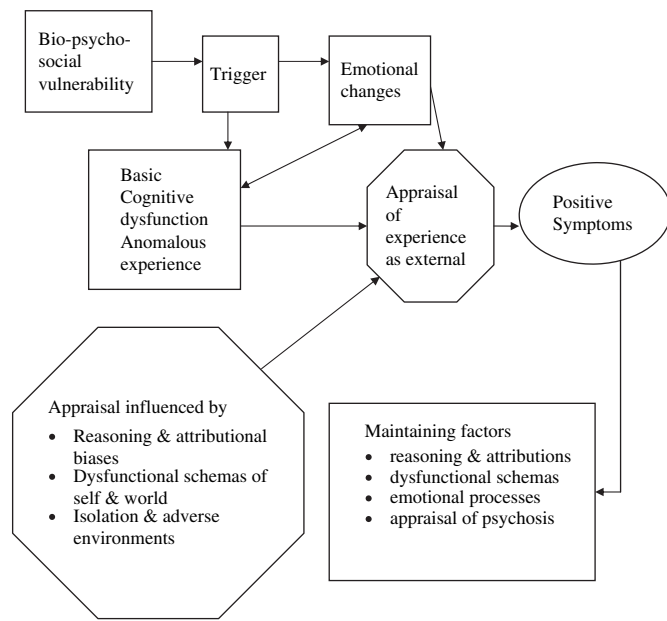 Bio-psycho-
social
vulnerability
Trigger
Emotional
changes
Basic
Cognitive
dysfunction
Anomalous
experience
Appraisal
of
experience
as external
Positive
Symptoms
Appraisal influenced by
• Reasoning & attributional
biases
• Dysfunctional schemas of
self & world
• Isolation & adverse
environments
Maintaining factors
• reasoning & attributions
• dysfunctional schemas
• emotional processes
• appraisal of psychosis